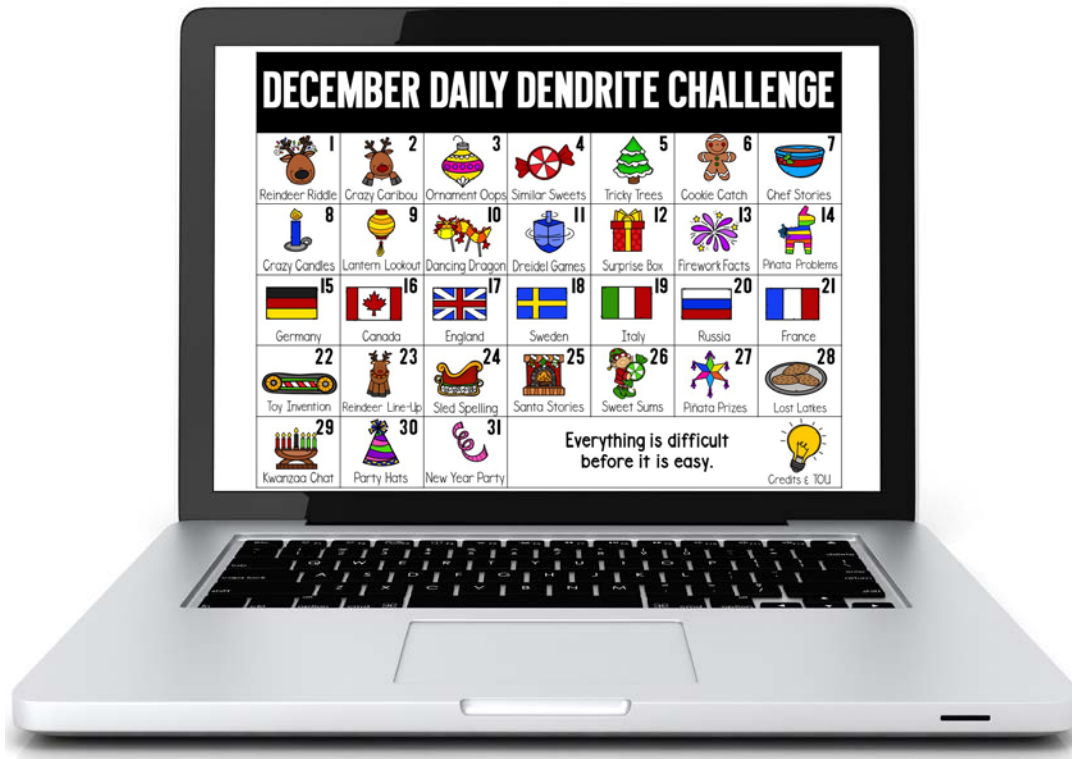 DECEMBER DAILY DENDRITE CHALLENGE
1 2 3 4 5 6 7
Reindeer Riddle Crazy Caribou Ornament Oops Similar Sweets Tricky Trees Cookie Catch Chef Stories
8 9 10 11 12 13 14
Crazy Candles Lantern Lookout Dancing Dragon Dreidel Games Surprise Box Firework Facts Piñata Problems
15 16 17 18 19 20 21
Germany Canada England Sweden Italy Russia France
22 23 24 25 26 27 28
Toy Invention Reindeer Line-Up Sled Spelling Santa Stories Sweet Sums Piñata Prizes Lost Latkes
29 30 31
Everything is difficult
before it is easy.
Kwanzaa Chat Party Hats New Year Party Credits & TOU
Q W E R T Y U I O P
A S D F G H J K L
Z X C V B N M